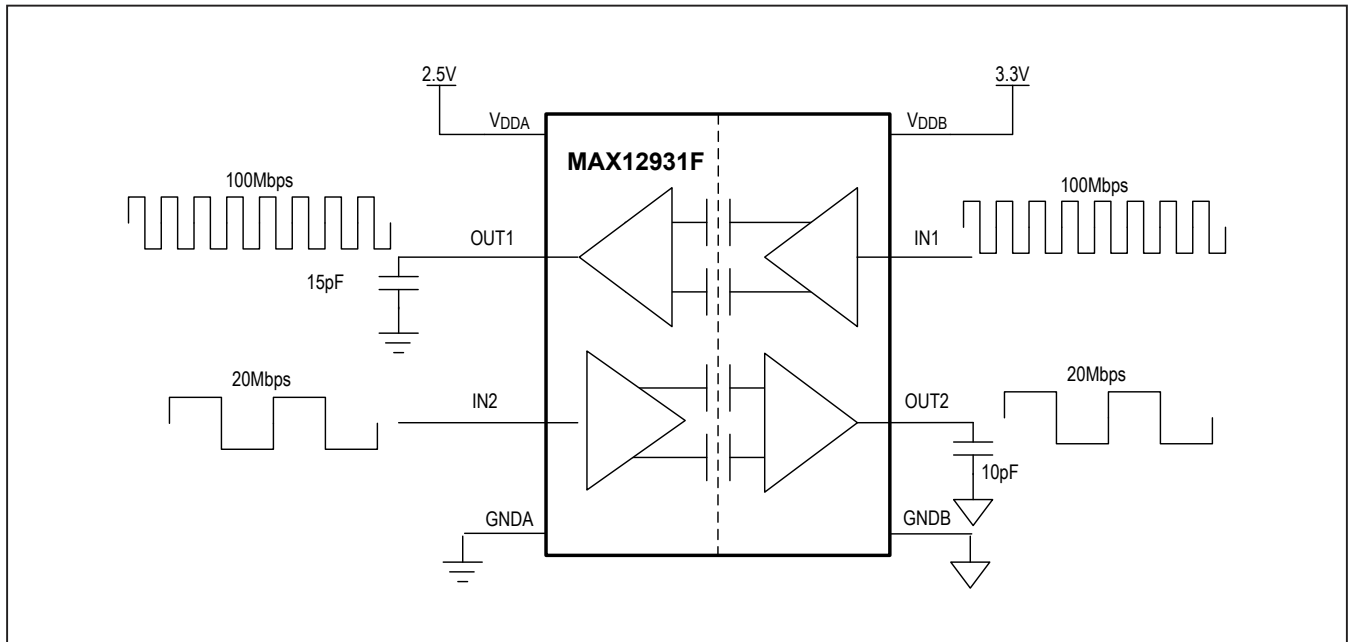 2.5V
3.3V
VDDA
VDDB
MAX12931F
100Mbps
100Mbps
OUT1
IN1
15pF
20Mbps
20Mbps
IN2
OUT2
10pF
GNDA
GNDB